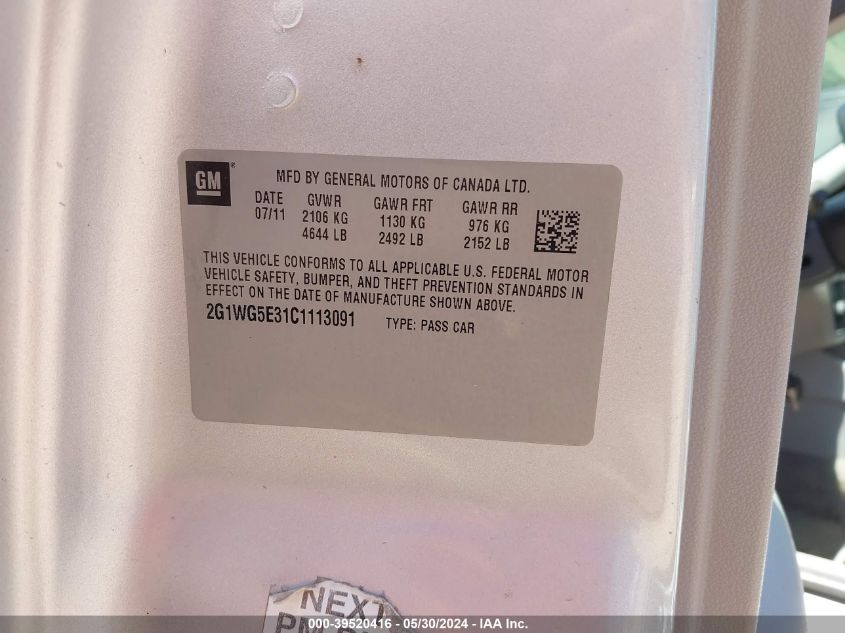 GM ®
MFD BY GENERAL MOTORS OF CANADA LTD.
DATE GVWR GAWR FRT GAWR RR
07/11 2106 KG 1130 KG 976 KG
4644 LB 2492 LB 2152 LB
THIS VEHICLE CONFORMS TO ALL APPLICABLE U.S. FEDERAL MOTOR
VEHICLE SAFETY, BUMPER, AND THEFT PREVENTION STANDARDS IN
EFFECT ON THE DATE OF MANUFACTURE SHOWN ABOVE.
2G1WG5E31C1113091 TYPE: PASS CAR
NEXT
PM
000-39520416 - 05/30/2024 - IAA Inc.